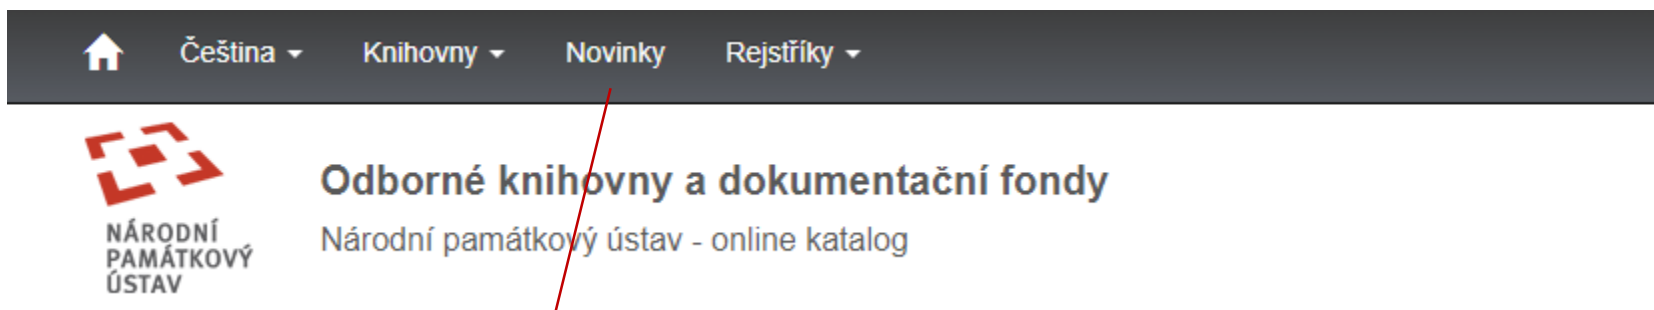 Čeština Knihovny Novinky Rejstříky
Odborné knihovny a dokumentační fondy
Národní památkový ústav - online katalog
NÁRODNÍ
PAMÁTKOVÝ
ÚSTAV